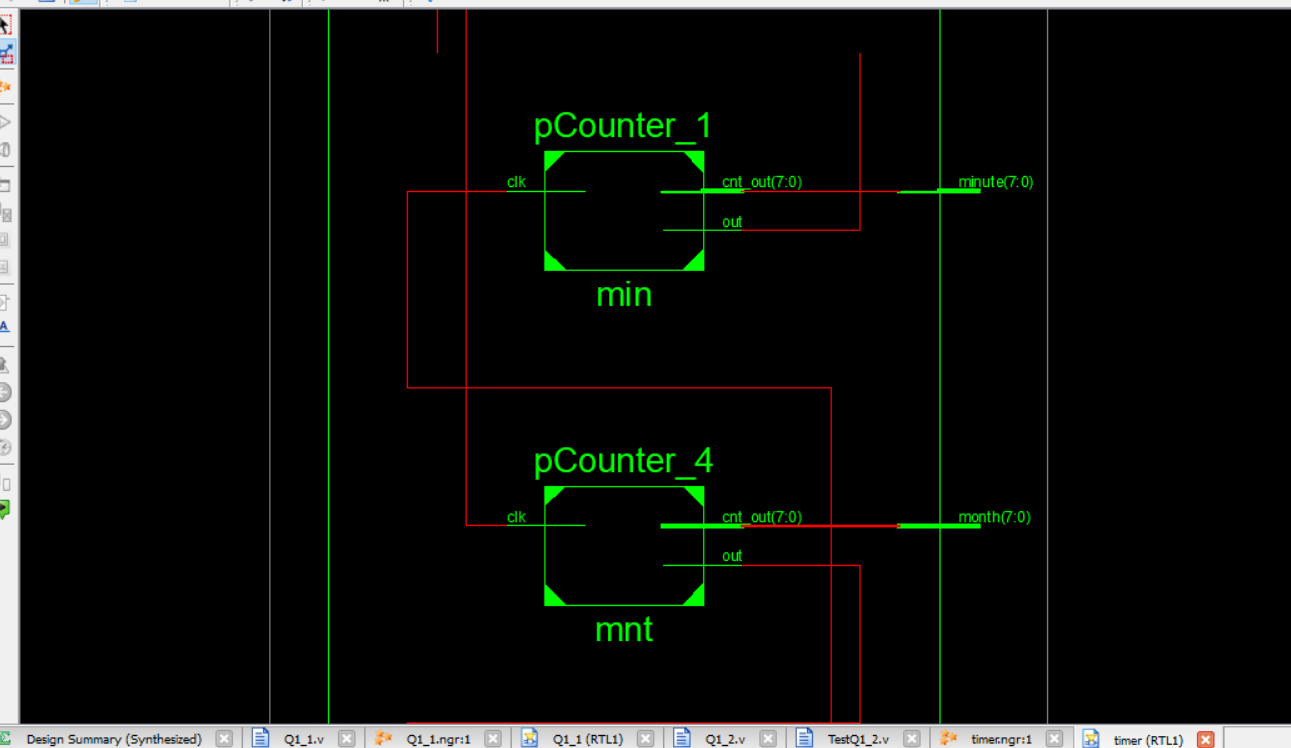 pCounter_1
clk
cnt_out(7:0)
minute(7:0)
out
min
pCounter_4
clk
cnt_out(7:0)
month(7:0)
out
mnt
Design Summary (Synthesized)
Q1_1.v
Q1_1.ngr:1
Q1_1 (RTL1)
Q1_2.v
TestQ1_2.v
timer.ngr:1
timer (RTL1)